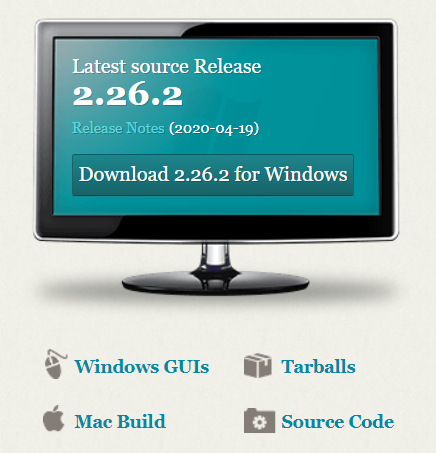 Latest source Release
2.26.2
Release Notes (2020-04-19)
Download 2.26.2 for Windows
Windows GUIs
Tarballs
Mac Build
Source Code